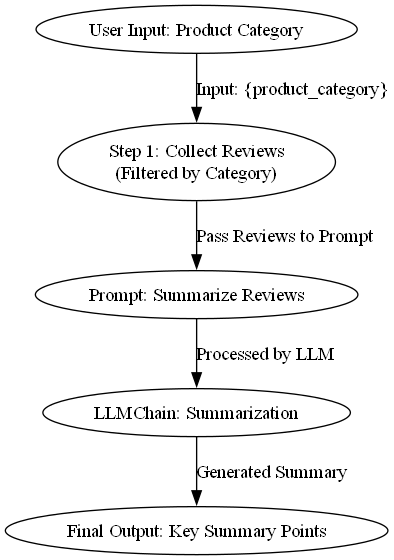 User Input: Product Category
Input: {product_category}
Step 1: Collect Reviews
(Filtered by Category)
Pass Reviews to Prompt
Prompt: Summarize Reviews
Processed by LLM
LLMChain: Summarization
Generated Summary
Final Output: Key Summary Points